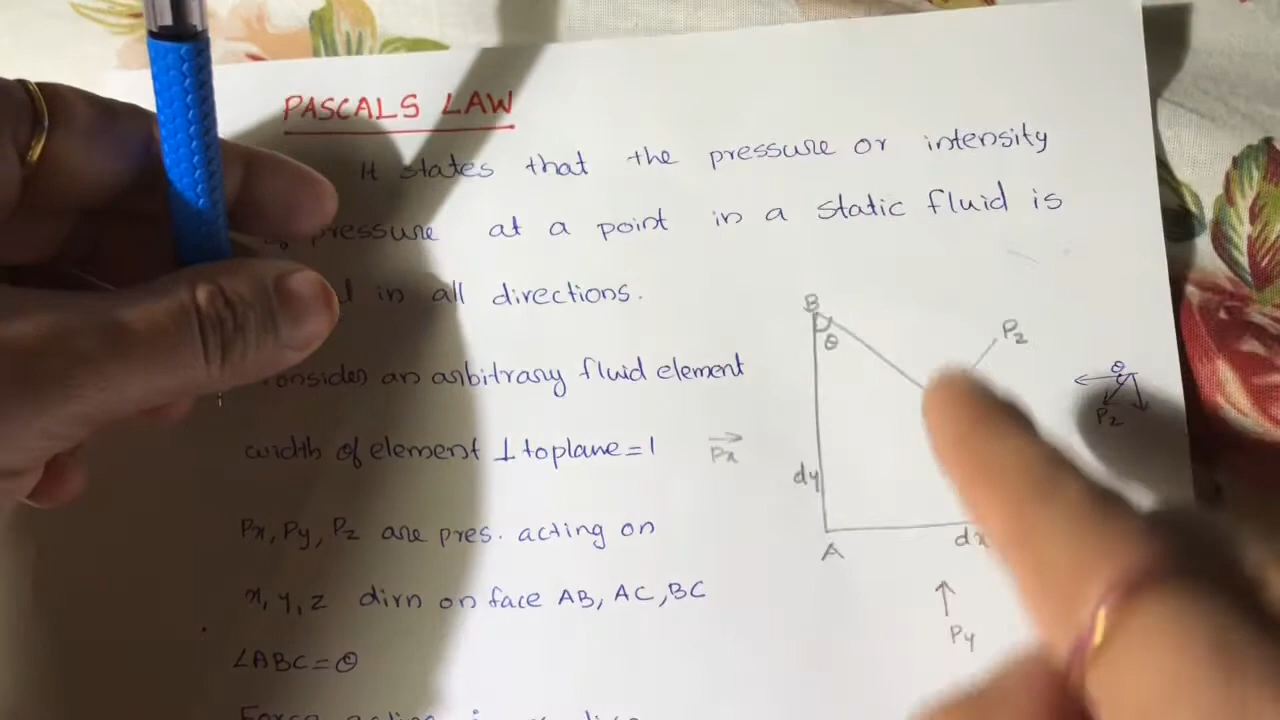 PASCALS LAW
It states that the pressure or intensity
pressure at a point in a static fluid is
in all directions.
an arbitrary fluid element
width of element ⊥ to plane = 1
Px, Py, Pz are pres. acting on
x, y, z dirn on face AB, AC, BC
∠ABC = θ
B
θ
Pz
θ
Pz
Px
dy
A
dx
Py